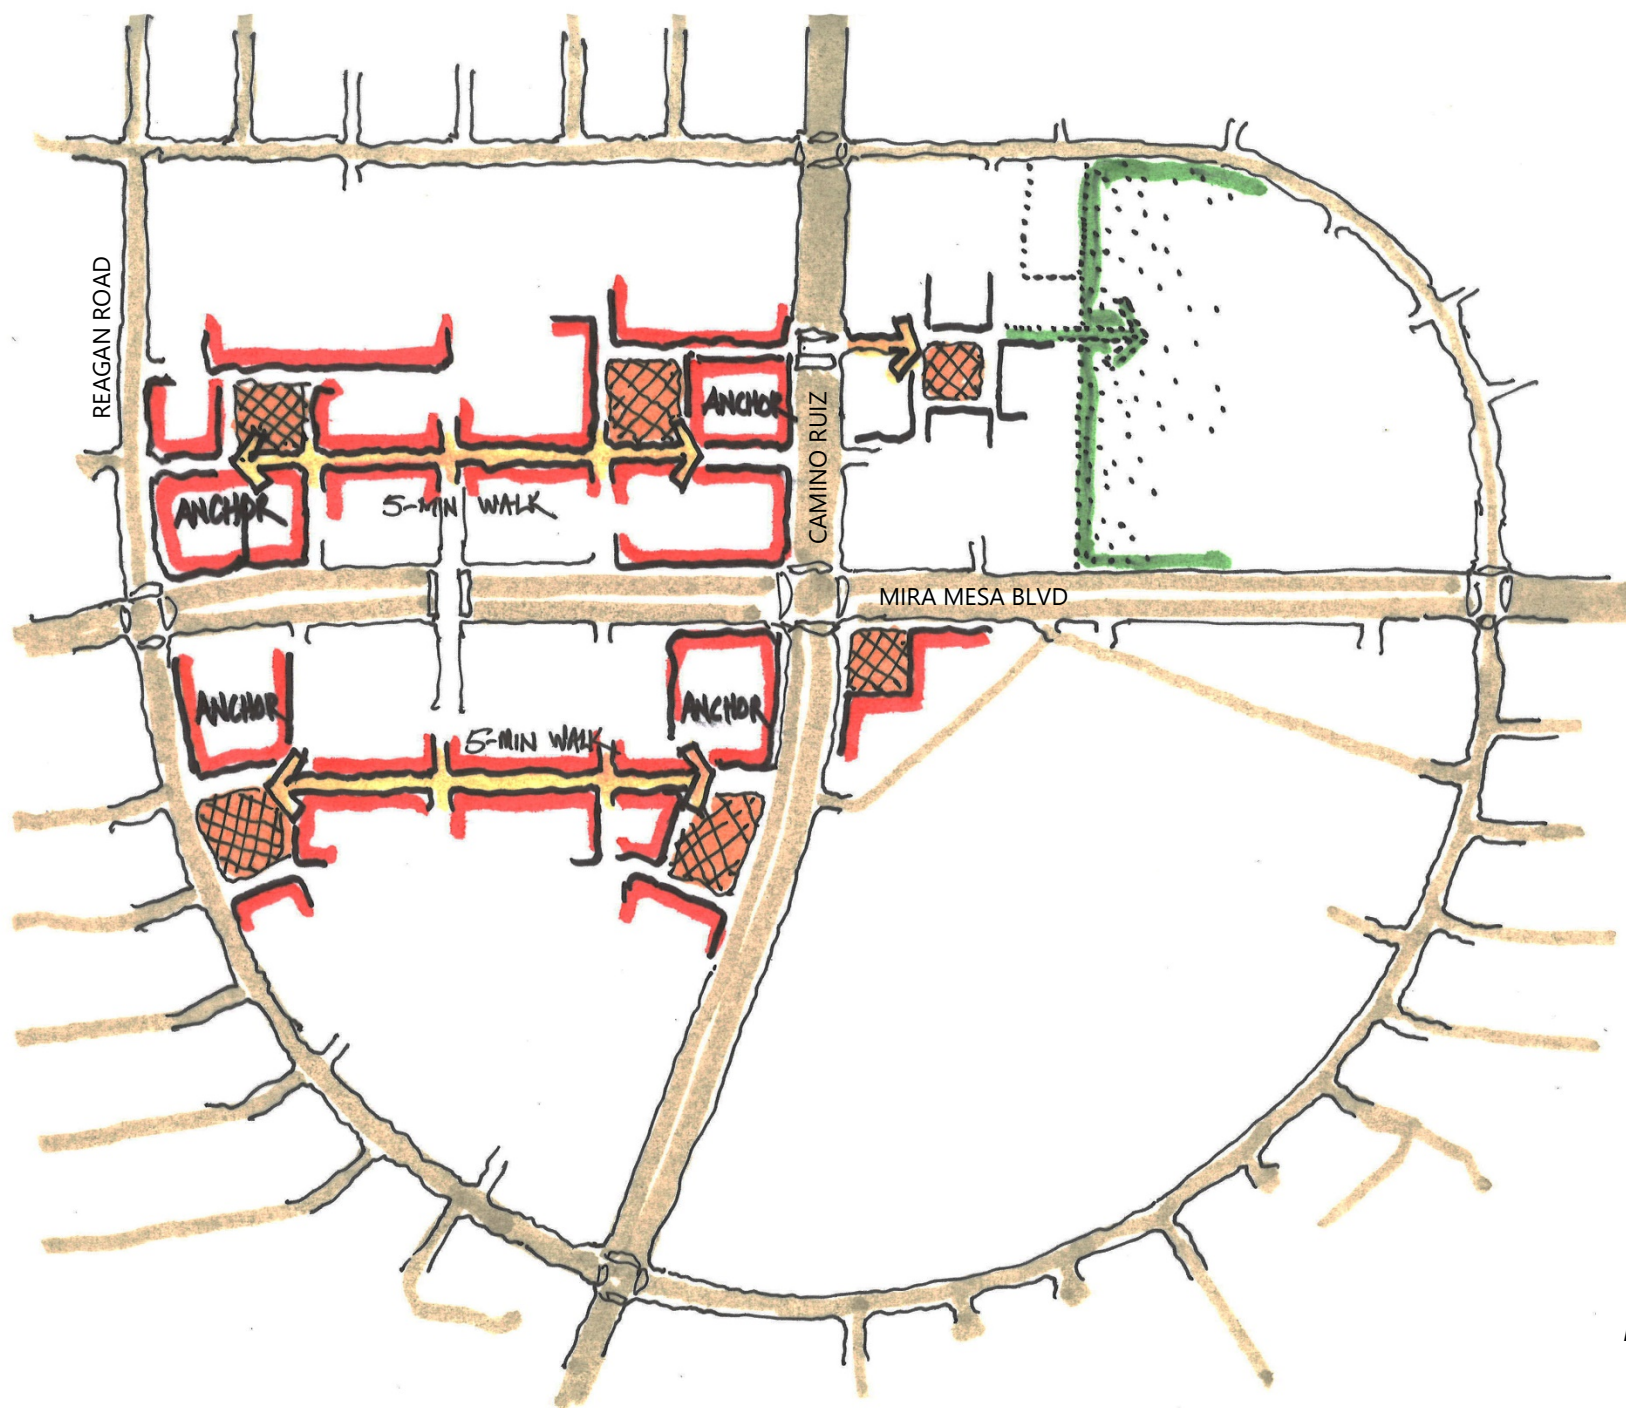 REAGAN ROAD
ANCHOR
CAMINO RUIZ
ANCHOR
5-MIN WALK
MIRA MESA BLVD
ANCHOR
ANCHOR
5-MIN WALK